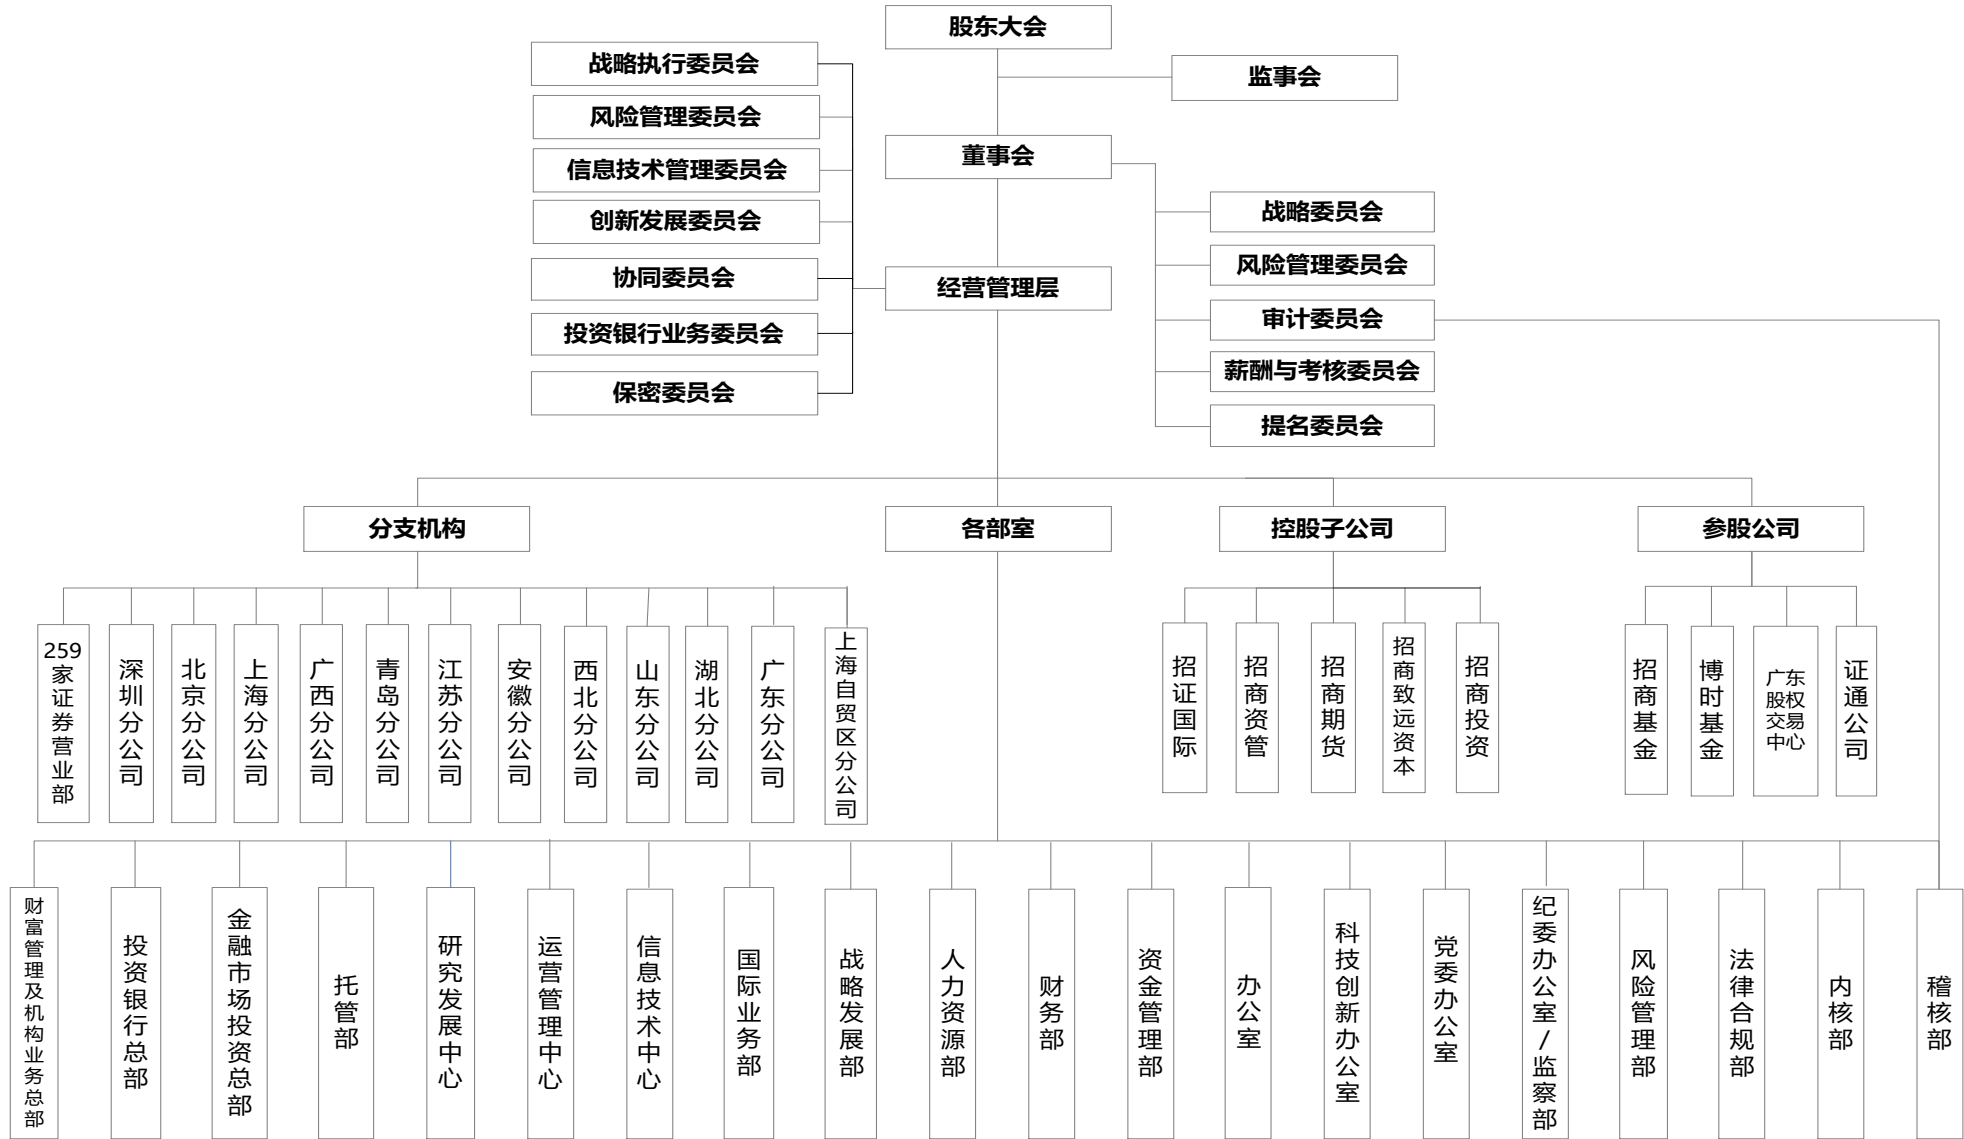 股东大会
监事会
董事会
经营管理层
战略执行委员会
风险管理委员会
信息技术管理委员会
创新发展委员会
协同委员会
投资银行业务委员会
保密委员会
战略委员会
风险管理委员会
审计委员会
薪酬与考核委员会
提名委员会
分支机构
各部室
控股子公司
参股公司
259家证券营业部
深圳分公司
北京分公司
上海分公司
广西分公司
青岛分公司
江苏分公司
安徽分公司
西北分公司
山东分公司
湖北分公司
广东分公司
上海自贸区分公司
招证国际
招商资管
招商期货
招商致远资本
招商投资
招商基金
博时基金
广东股权交易中心
证通公司
财富管理及机构业务总部
投资银行总部
金融市场投资总部
托管部
研究发展中心
运营管理中心
信息技术中心
国际业务部
战略发展部
人力资源部
财务部
资金管理部
办公室
科技创新办公室
党委办公室
纪委办公室/监察部
风险管理部
法律合规部
内核部
稽核部